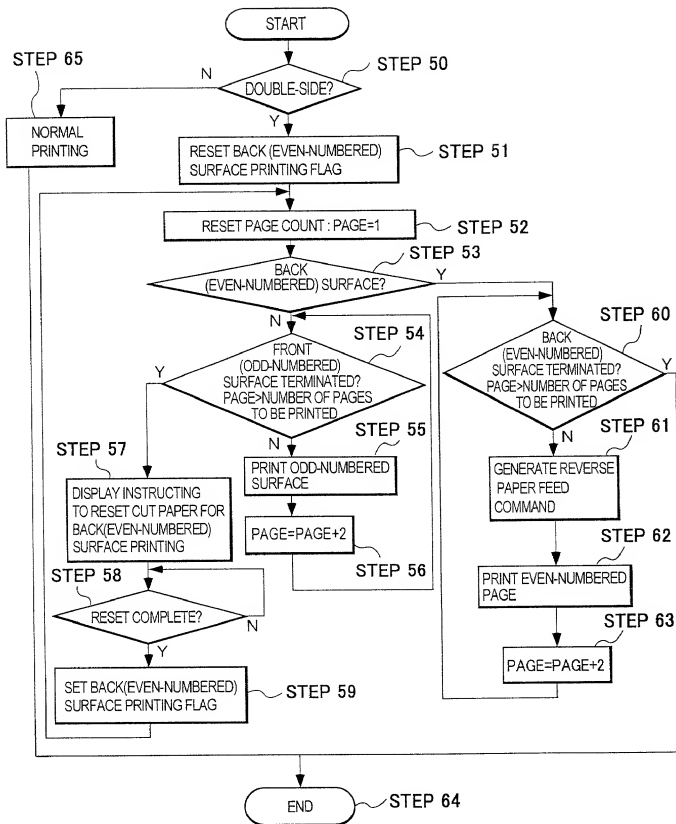 START
STEP 65
N
DOUBLE-SIDE?
STEP 50
NORMAL
PRINTING
Y
RESET BACK (EVEN-NUMBERED)
SURFACE PRINTING FLAG
STEP 51
RESET PAGE COUNT : PAGE=1
STEP 52
STEP 53
BACK
(EVEN-NUMBERED) SURFACE?
Y
N
STEP 54
FRONT
(ODD-NUMBERED)
SURFACE TERMINATED?
PAGE>NUMBER OF PAGES
TO BE PRINTED
Y
N
STEP 60
BACK
(EVEN-NUMBERED)
SURFACE TERMINATED?
PAGE>NUMBER OF PAGES
TO BE PRINTED
Y
N
STEP 55
PRINT ODD-NUMBERED
SURFACE
STEP 61
GENERATE REVERSE
PAPER FEED
COMMAND
STEP 57
DISPLAY INSTRUCTING
TO RESET CUT PAPER FOR
BACK(EVEN-NUMBERED)
SURFACE PRINTING
PAGE=PAGE+2
STEP 56
STEP 62
PRINT EVEN-NUMBERED
PAGE
STEP 58
RESET COMPLETE?
N
Y
STEP 63
PAGE=PAGE+2
SET BACK(EVEN-NUMBERED)
SURFACE PRINTING FLAG
STEP 59
END
STEP 64